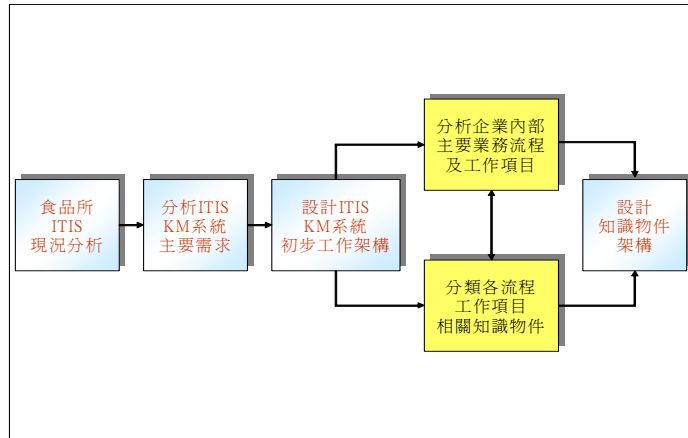 食品所
ITIS
現況分析
分析ITIS
KM系統
主要需求
設計ITIS
KM系統
初步工作架構
分析企業內部
主要業務流程
及工作項目
分類各流程
工作項目
相關知識物件
設計
知識物件
架構